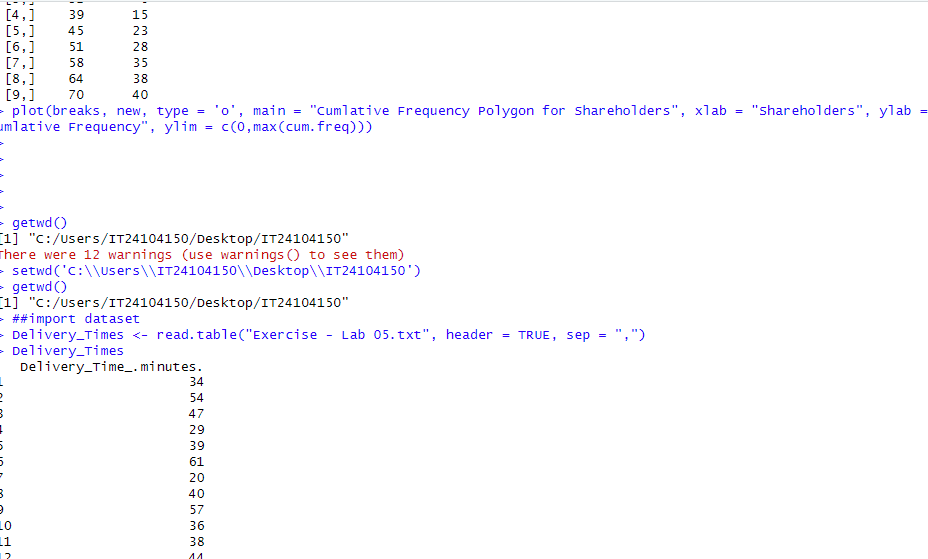 [4,] 39 15
[5,] 45 23
[6,] 51 28
[7,] 58 35
[8,] 64 38
[9,] 70 40
> plot(breaks, new, type = 'o', main = "Cumlative Frequency Polygon for Shareholders", xlab = "Shareholders", ylab =
umlative Frequency", ylim = c(0,max(cum.freq)))
>
>
>
>
>
> getwd()
[1] "C:/Users/IT24104150/Desktop/IT24104150"
There were 12 warnings (use warnings() to see them)
> setwd('C:\\Users\\IT24104150\\Desktop\\IT24104150')
> getwd()
[1] "C:/Users/IT24104150/Desktop/IT24104150"
> ##import dataset
> Delivery_Times <- read.table("Exercise - Lab 05.txt", header = TRUE, sep = ",")
> Delivery_Times
Delivery_Time_.minutes.
1 34
2 54
3 47
4 29
5 39
6 61
7 20
8 40
9 57
10 36
11 38
12 44